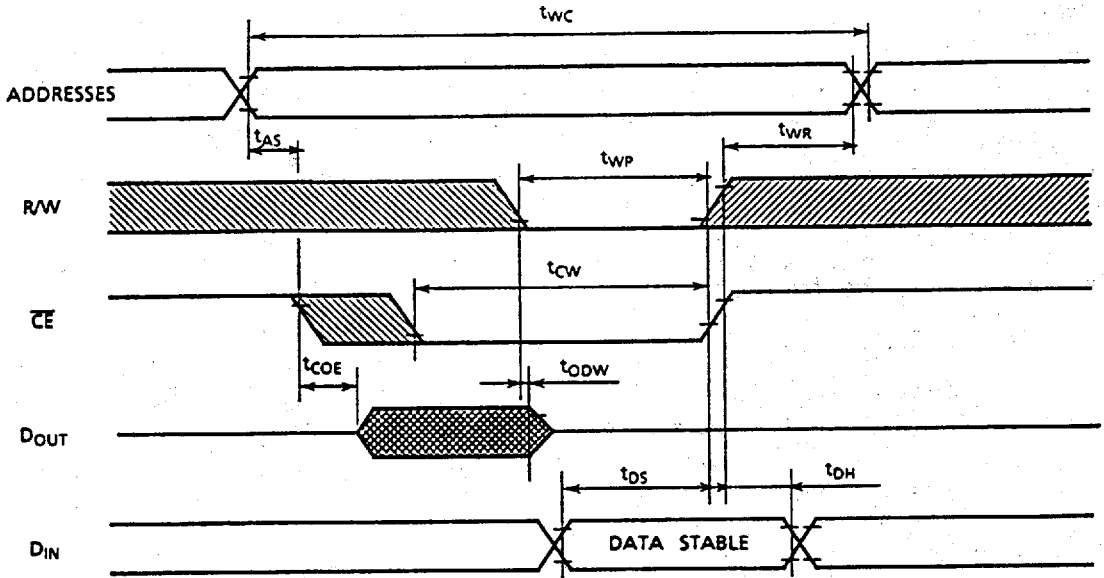 tWC
ADDRESSES
tAS
tWR
tWP
R/W
tCW
CE
tCOE
tODW
DOUT
tDS
tDH
DIN
DATA STABLE